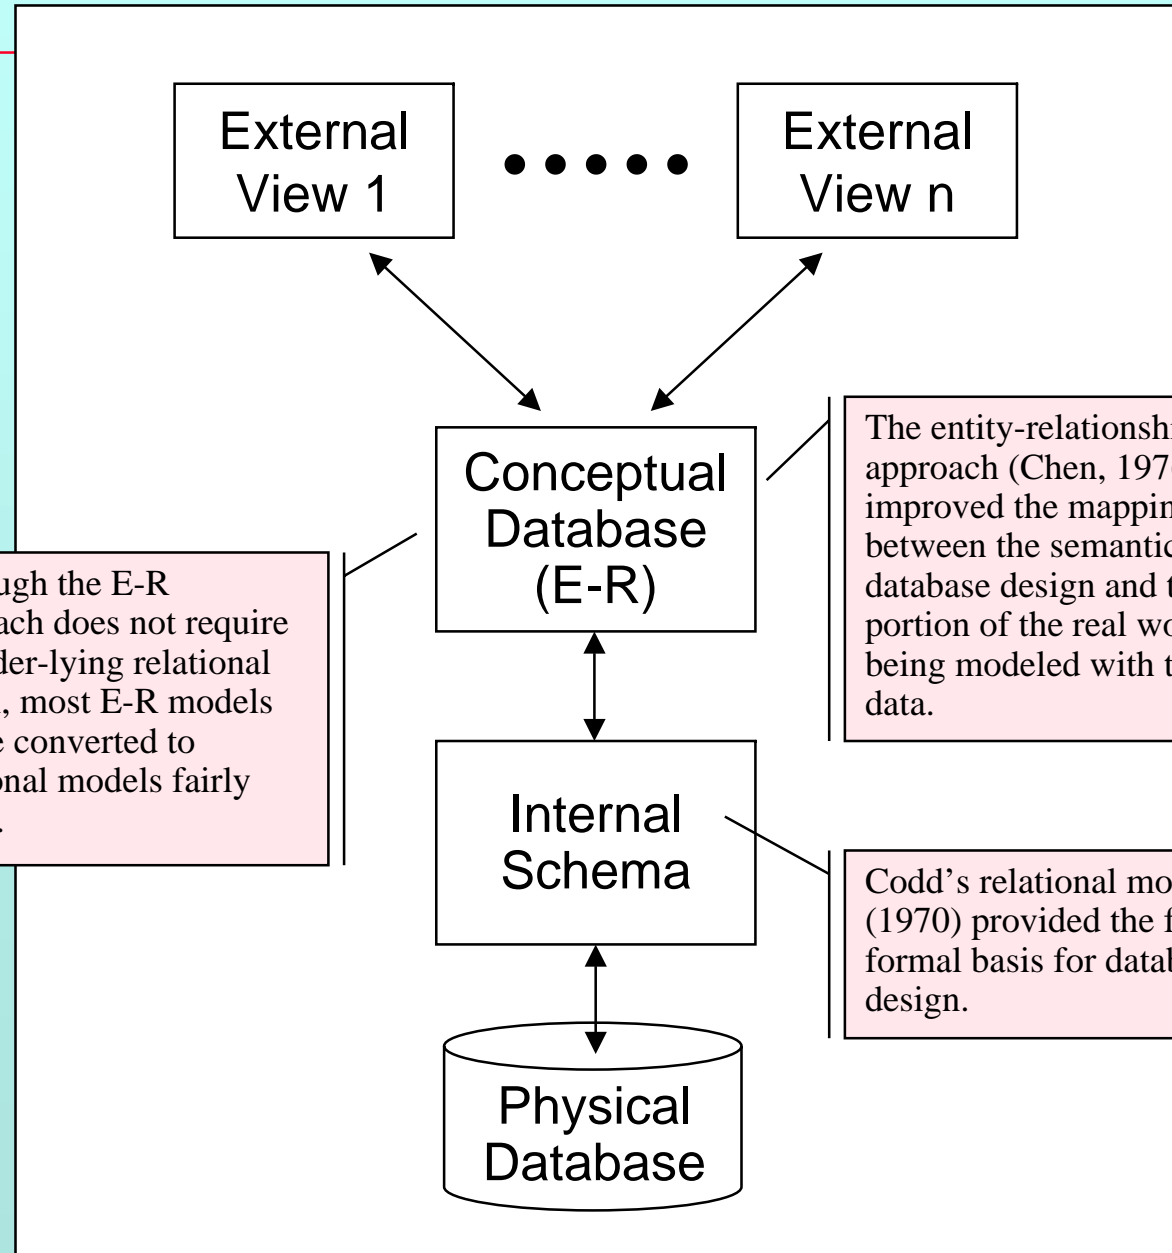 External
View 1
External
View n
Conceptual
Database
(E-R)
The entity-relationshi
approach (Chen, 197
improved the mappin
between the semantic
database design and t
portion of the real wo
being modeled with t
data.
ugh the E-R
ach does not require
der-lying relational
, most E-R models
e converted to
onal models fairly
.
Internal
Schema
Codd’s relational mo
(1970) provided the f
formal basis for datab
design.
Physical
Database